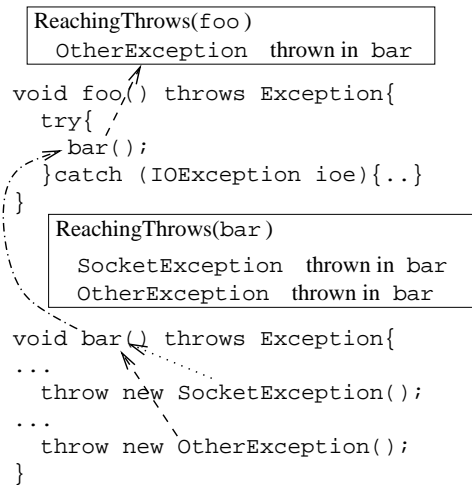 ReachingThrows(foo)
OtherException thrown in bar
void foo() throws Exception{
try{
bar();
}catch (IOException ioe){..}
}
ReachingThrows(bar)
SocketException thrown in bar
OtherException thrown in bar
void bar() throws Exception{
...
throw new SocketException();
...
throw new OtherException();
}